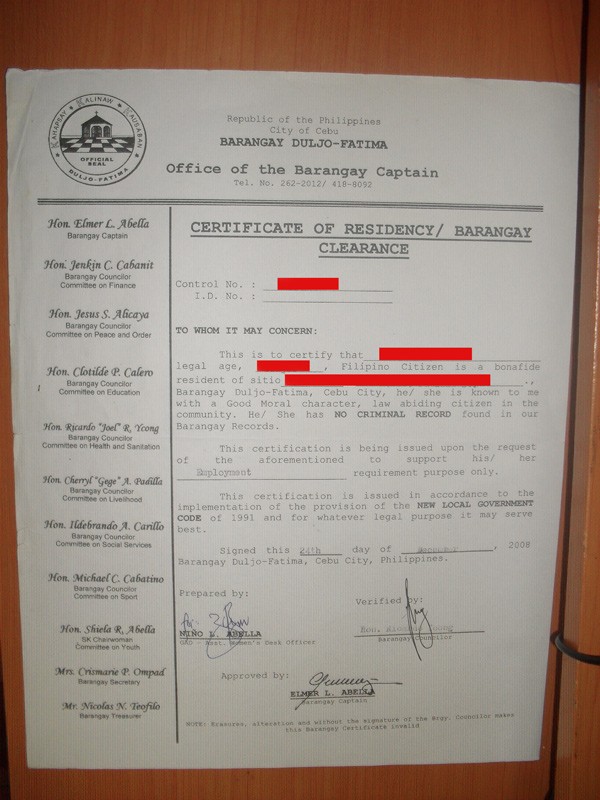 KAHAPSAY KALINAW KAUSABAN
OFFICIAL
SEAL
DULJO-FATIMA
Republic of the Philippines
City of Cebu
BARANGAY DULJO-FATIMA
Office of the Barangay Captain
Tel. No. 262-2012/ 418-8092
Hon. Elmer L. Abella
Barangay Captain
Hon. Jenkin C. Cabanit
Barangay Councilor
Committee on Finance
Hon. Jesus S. Alicaya
Barangay Councilor
Committee on Peace and Order
Hon. Clotilde P. Calero
Barangay Councilor
Committee on Education
Hon. Ricardo "Joel" R. Ycong
Barangay Councilor
Committee on Health and Sanitation
Hon. Cherryl "Gege" A. Padilla
Barangay Councilor
Committee on Livelihood
Hon. Ildebrando A. Carillo
Barangay Councilor
Committee on Social Services
Hon. Michael C. Cabatino
Barangay Councilor
Committee on Sport
Hon. Shiela R. Abella
SK Chairwoman
Committee on Youth
Mrs. Crismarie P. Ompad
Barangay Secretary
Mr. Nicolas N. Teofilo
Barangay Treasurer
CERTIFICATE OF RESIDENCY/ BARANGAY
CLEARANCE
Control No. :
I.D. No. :
TO WHOM IT MAY CONCERN:
This is to certify that
legal age, , Filipino Citizen is a bonafide
resident of sitio .,
Barangay Duljo-Fatima, Cebu City, he/ she is known to me
with a Good Moral character, law abiding citizen in the
community. He/ She has NO CRIMINAL RECORD found in our
Barangay Records.
This certification is being issued upon the request
of the aforementioned to support his/ her
Employment requirement purpose only.
This certification is issued in accordance to the
implementation of the provision of the NEW LOCAL GOVERNMENT
CODE of 1991 and for whatever legal purpose it may serve
best.
Signed this 24th day of , 2008
Barangay Duljo-Fatima, Cebu City, Philippines.
Prepared by:
NIÑO L. ABELLA
GAD - Asst. Women's Desk Officer
Verified by:
Hon.
Barangay Councilor
Approved by:
ELMER L. ABELLA
Barangay Captain
NOTE: Erasures, alteration and without the signature of the Brgy. Councilor makes
this Barangay Certificate invalid